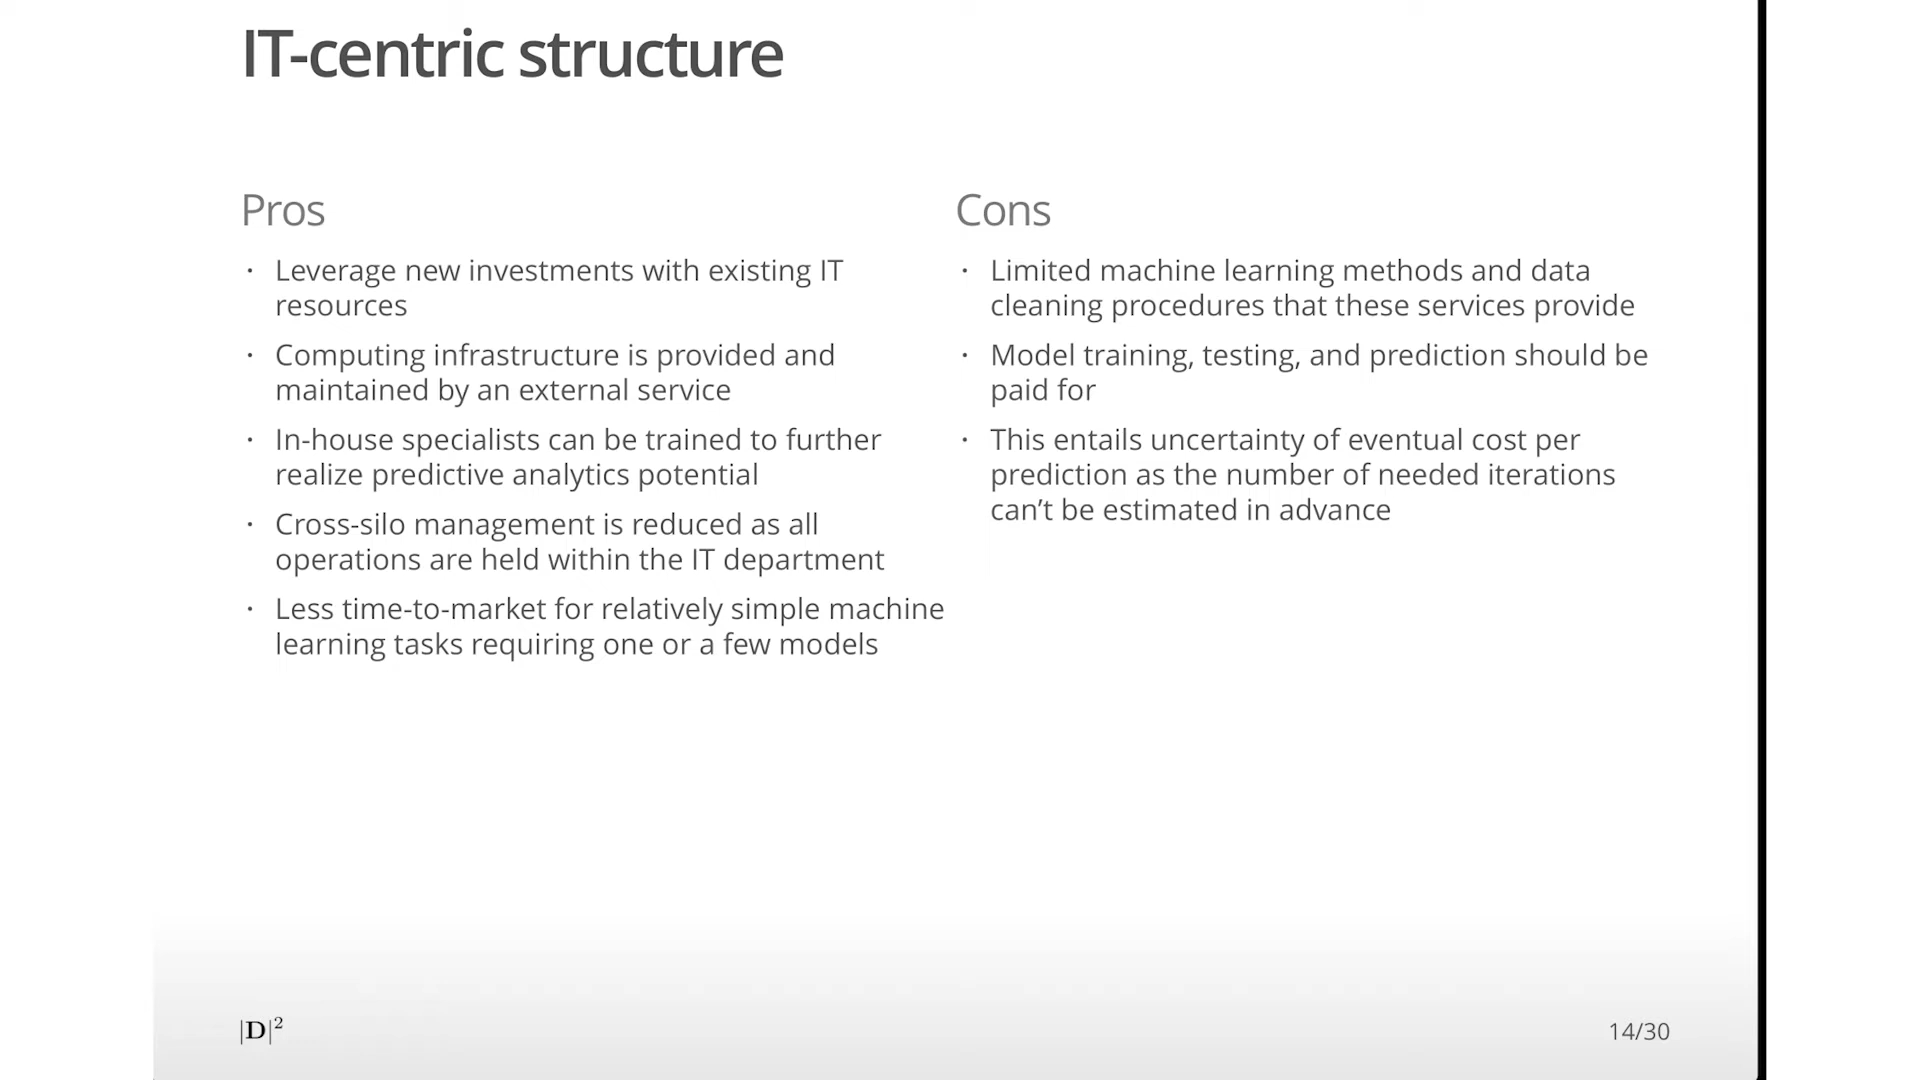 IT-centric structure
Pros
· Leverage new investments with existing IT
resources
· Computing infrastructure is provided and
maintained by an external service
· In-house specialists can be trained to further
realize predictive analytics potential
· Cross-silo management is reduced as all
operations are held within the IT department
· Less time-to-market for relatively simple machine
learning tasks requiring one or a few models
Cons
· Limited machine learning methods and data
cleaning procedures that these services provide
· Model training, testing, and prediction should be
paid for
· This entails uncertainty of eventual cost per
prediction as the number of needed iterations
can’t be estimated in advance
|D|²
14/30